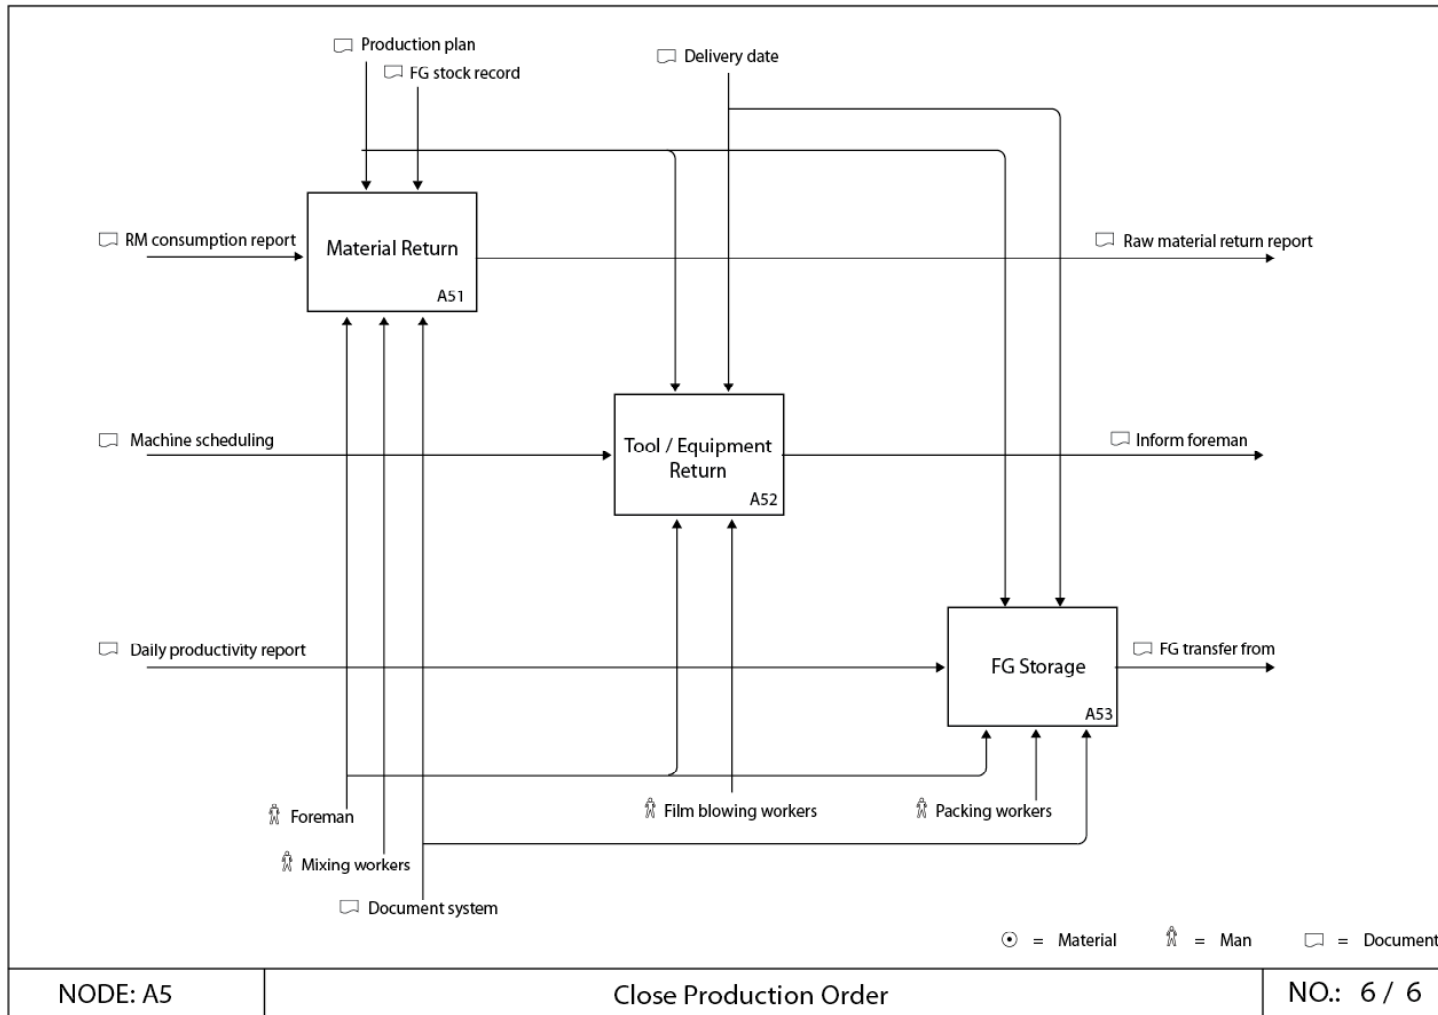 Production plan
FG stock record
Delivery date
RM consumption report
Material Return
A51
Raw material return report
Machine scheduling
Tool / Equipment
Return
A52
Inform foreman
Daily productivity report
FG Storage
A53
FG transfer from
Foreman
Film blowing workers
Packing workers
Mixing workers
Document system
= Material
= Man
= Document
NODE: A5
Close Production Order
NO.: 6 / 6